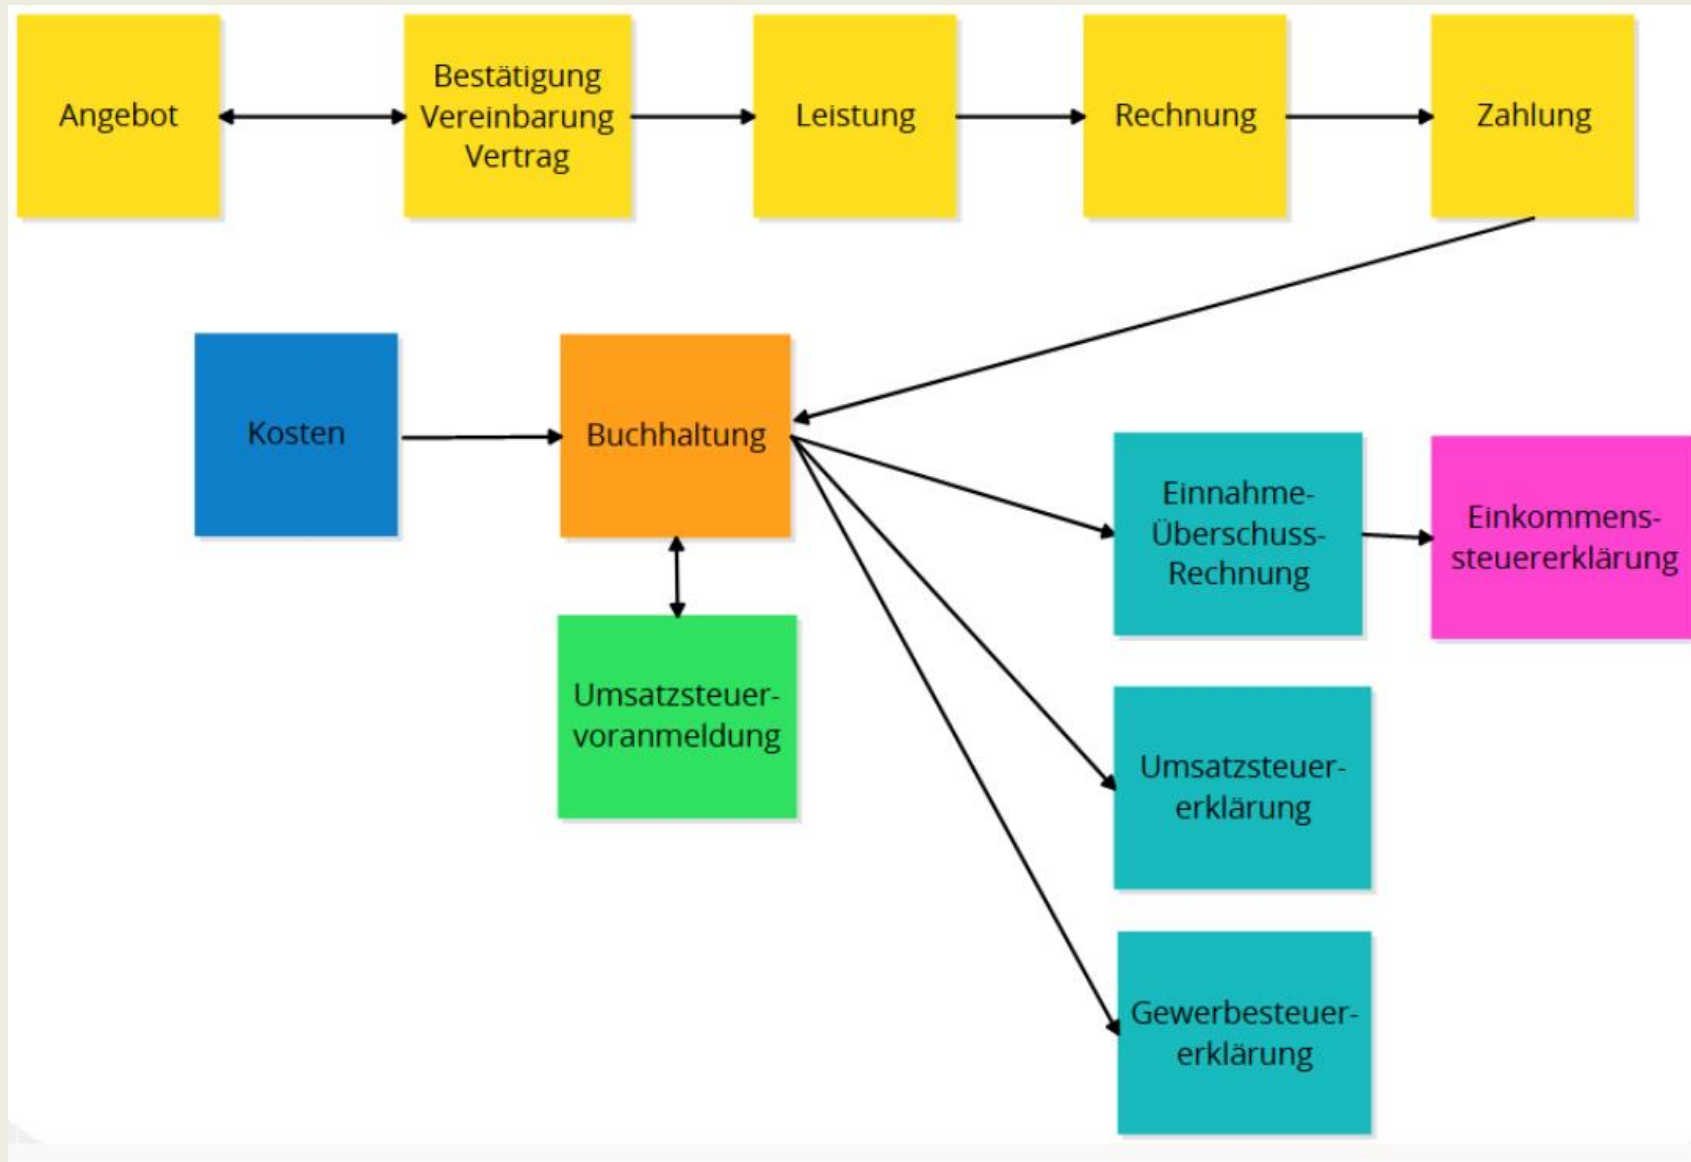 Angebot
Bestätigung
Vereinbarung
Vertrag
Leistung
Rechnung
Zahlung
Kosten
Buchhaltung
Einnahme-
Überschuss-
Rechnung
Einkommens-
steuererklärung
Umsatzsteuer-
voranmeldung
Umsatzsteuer-
erklärung
Gewerbesteuer-
erklärung